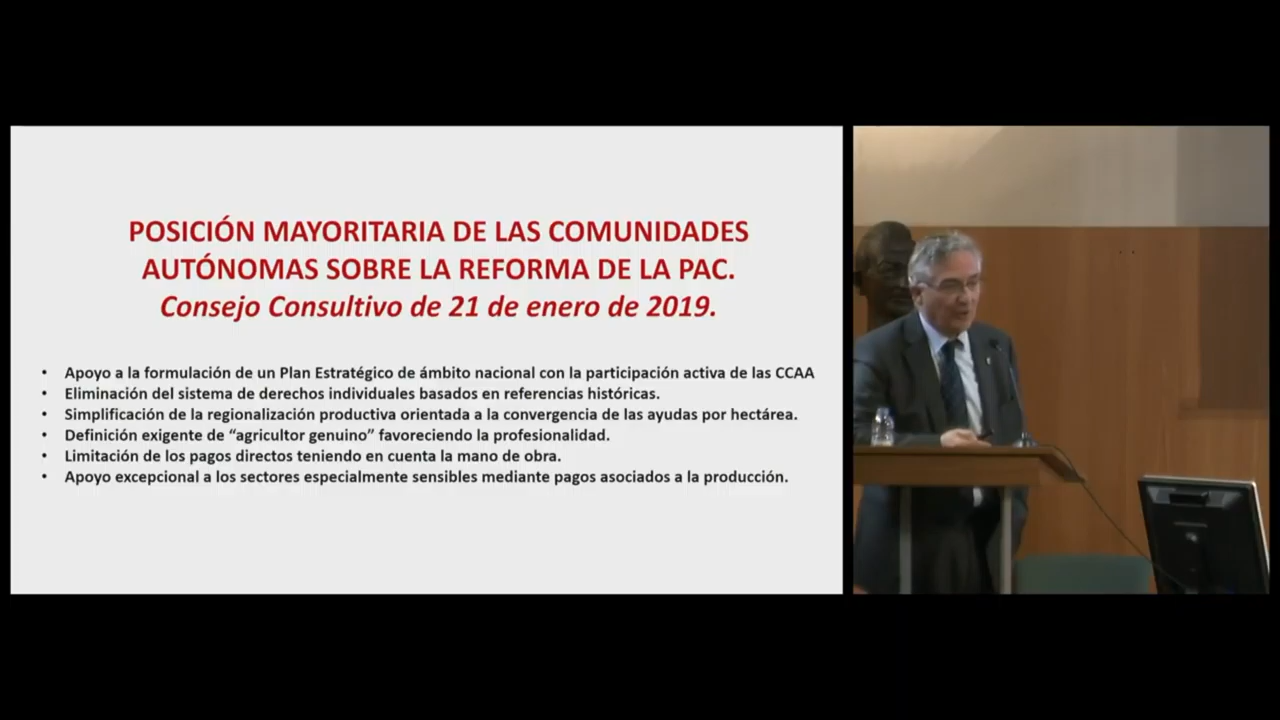 POSICIÓN MAYORITARIA DE LAS COMUNIDADES
AUTÓNOMAS SOBRE LA REFORMA DE LA PAC.
Consejo Consultivo de 21 de enero de 2019.
• Apoyo a la formulación de un Plan Estratégico de ámbito nacional con la participación activa de las CCAA
• Eliminación del sistema de derechos individuales basados en referencias históricas.
• Simplificación de la regionalización productiva orientada a la convergencia de las ayudas por hectárea.
• Definición exigente de “agricultor genuino” favoreciendo la profesionalidad.
• Limitación de los pagos directos teniendo en cuenta la mano de obra.
• Apoyo excepcional a los sectores especialmente sensibles mediante pagos asociados a la producción.